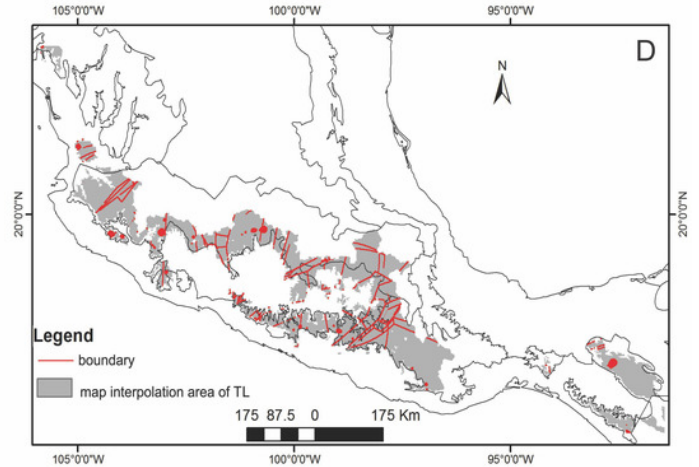 105°0'0"W 100°0'0"W 95°0'0"W
D
N
20°0'0"N 20°0'0"N
Legend
boundary
map interpolation area of TL
175 87.5 0 175 Km
105°0'0"W 100°0'0"W 95°0'0"W